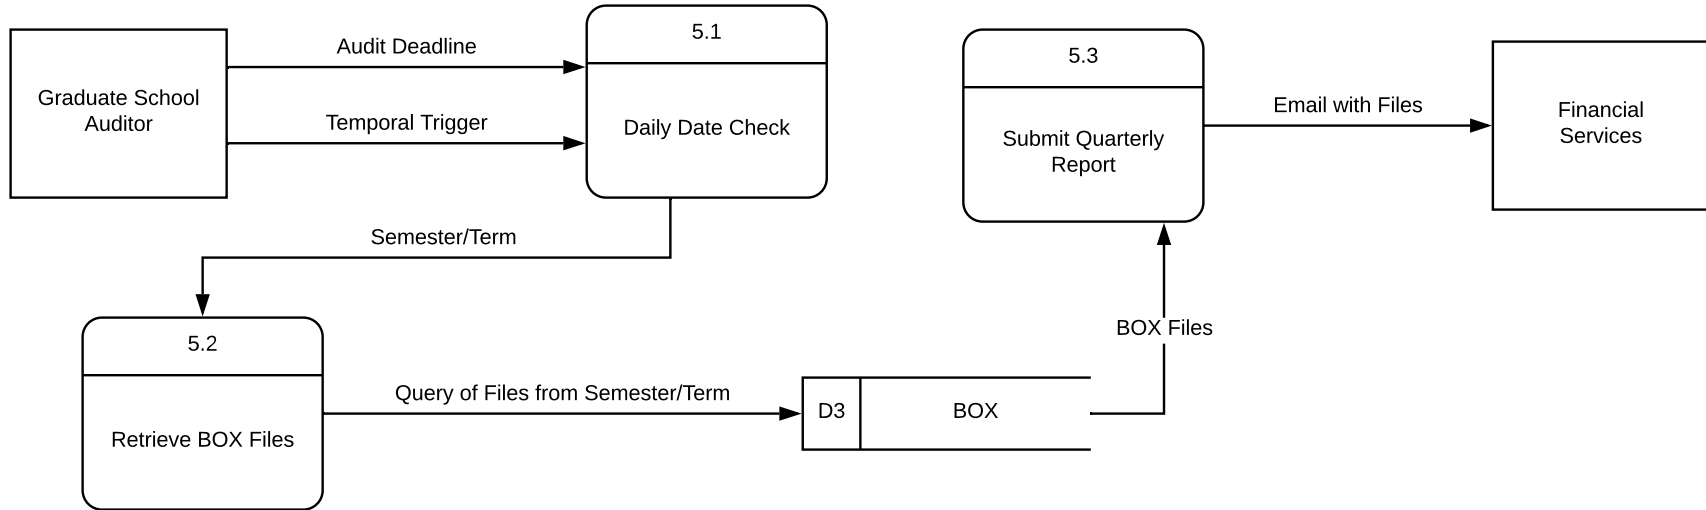 Graduate School
Auditor
Audit Deadline
Temporal Trigger
5.1
Daily Date Check
Semester/Term
5.2
Retrieve BOX Files
Query of Files from Semester/Term
D3
BOX
BOX Files
5.3
Submit Quarterly
Report
Email with Files
Financial
Services